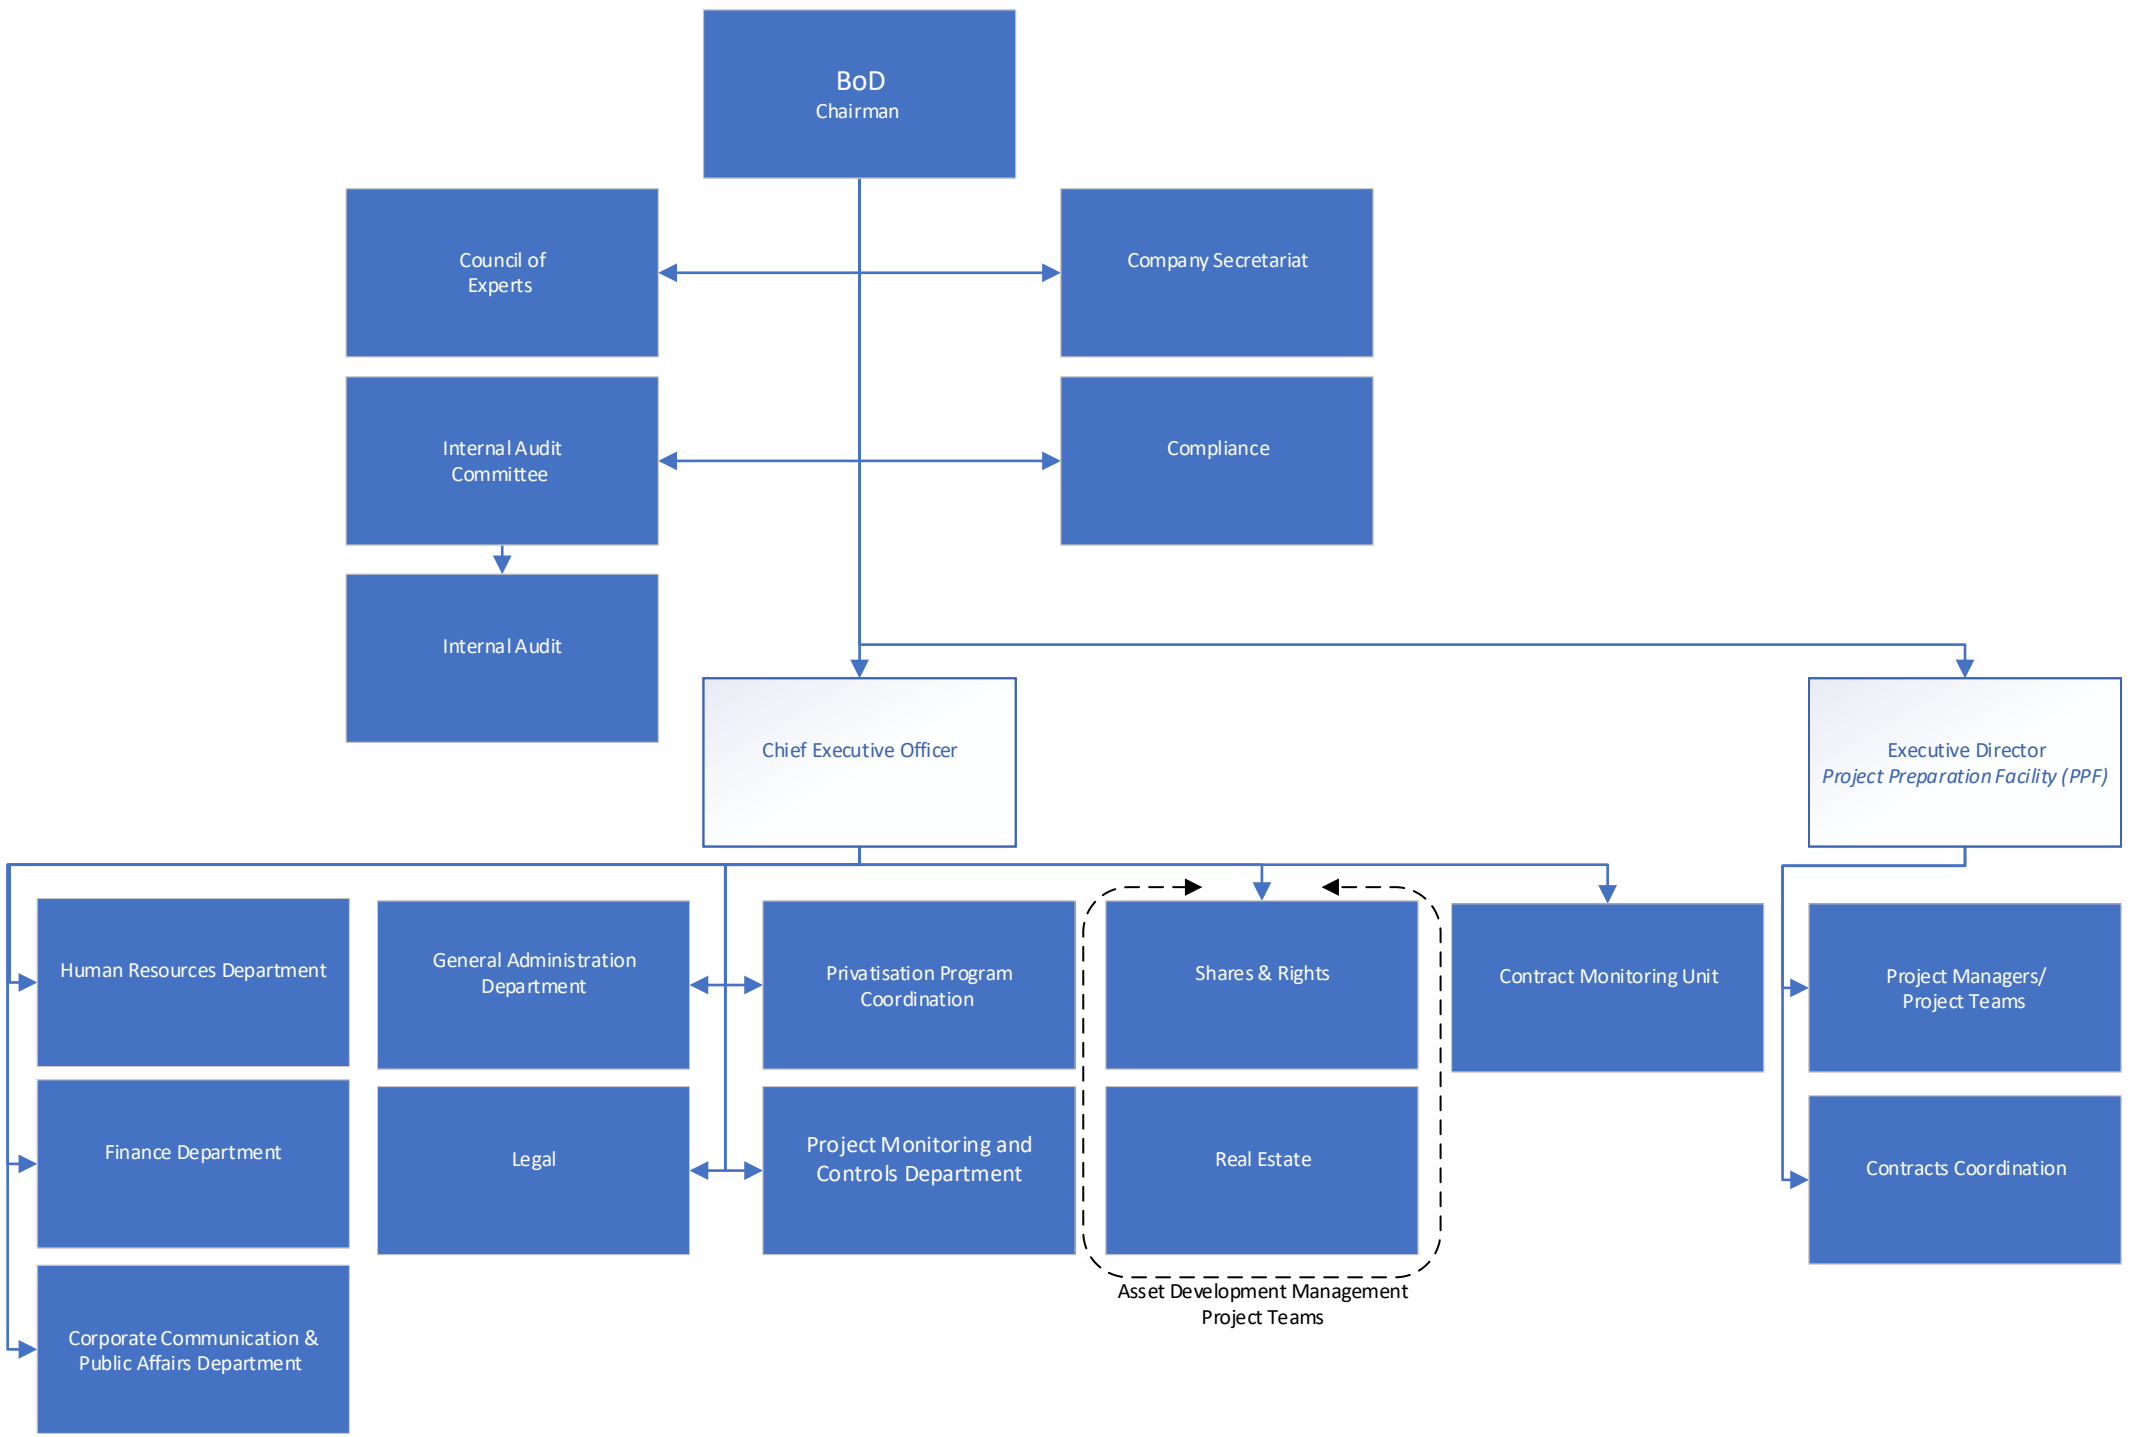 BoD
Chairman
Council of
Experts
Company Secretariat
Internal Audit
Committee
Compliance
Internal Audit
Chief Executive Officer
Executive Director
Project Preparation Facility (PPF)
Human Resources Department
General Administration
Department
Privatisation Program
Coordination
Shares & Rights
Contract Monitoring Unit
Project Managers/
Project Teams
Finance Department
Legal
Project Monitoring and
Controls Department
Real Estate
Contracts Coordination
Asset Development Management
Project Teams
Corporate Communication &
Public Affairs Department